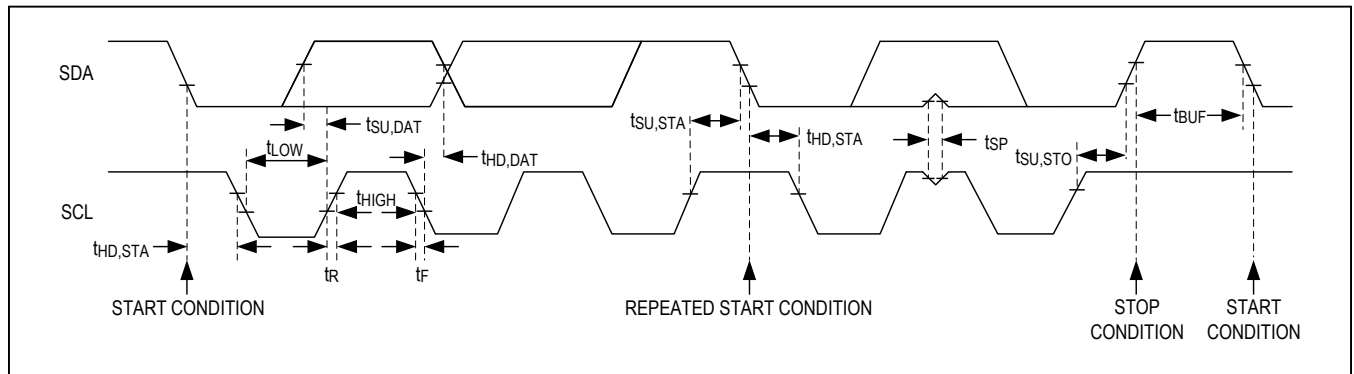 SDA
tSU,DAT
tLOW
tHD,DAT
tSU,STA
tHD,STA
tSP
tSU,STO
tBUF
SCL
tHIGH
tHD,STA
tR
tF
START CONDITION
REPEATED START CONDITION
STOP
CONDITION
START
CONDITION